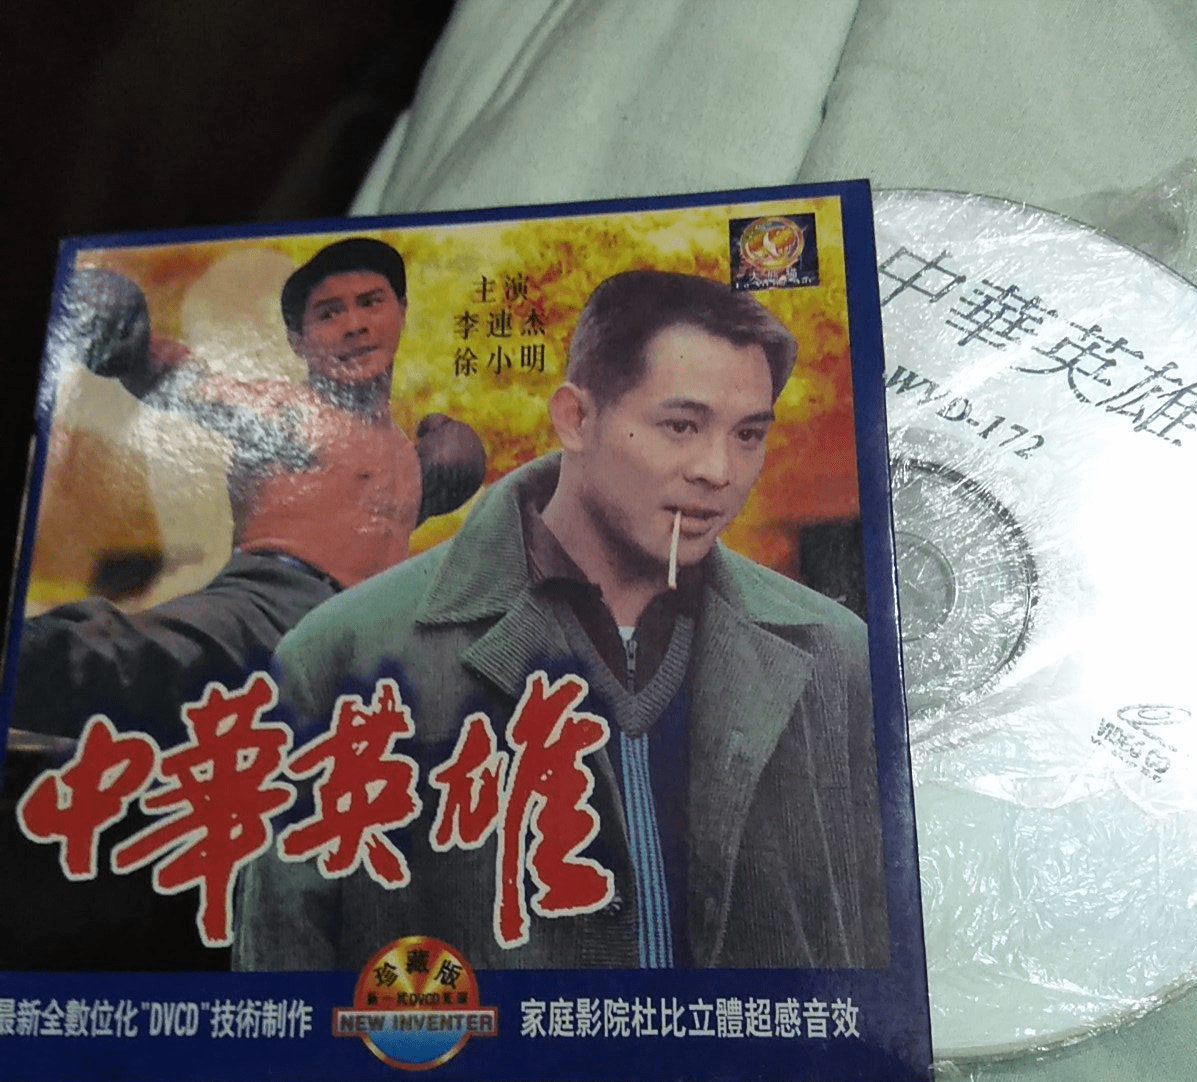 主演
李連杰
徐小明
中華英雄
WVD-172
中華英雄
珍藏版
NEW INVENTER
最新全數位化"DVCD"技術制作
家庭影院杜比立體超感音效